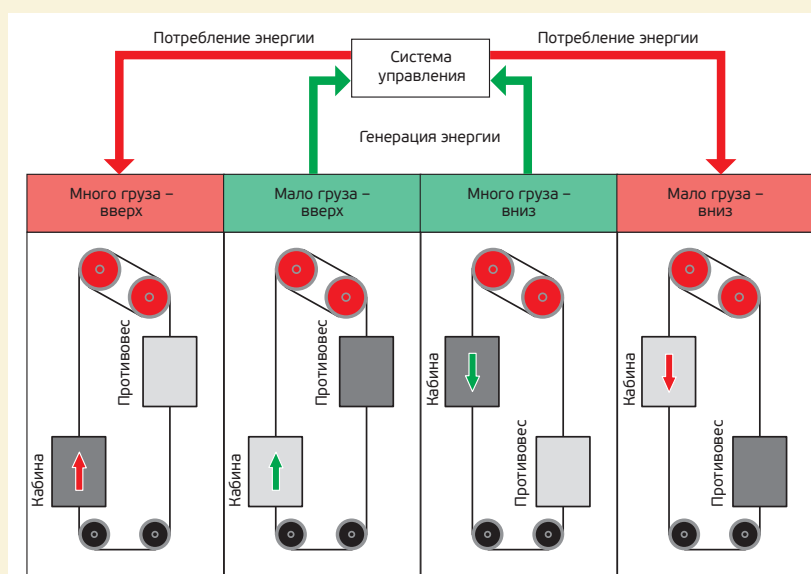 Потребление энергии
Система
управления
Потребление энергии
Генерация энергии
Много груза –
вверх
Мало груза –
вверх
Много груза –
вниз
Мало груза –
вниз
Кабина
Противовес
Кабина
Противовес
Кабина
Противовес
Кабина
Противовес